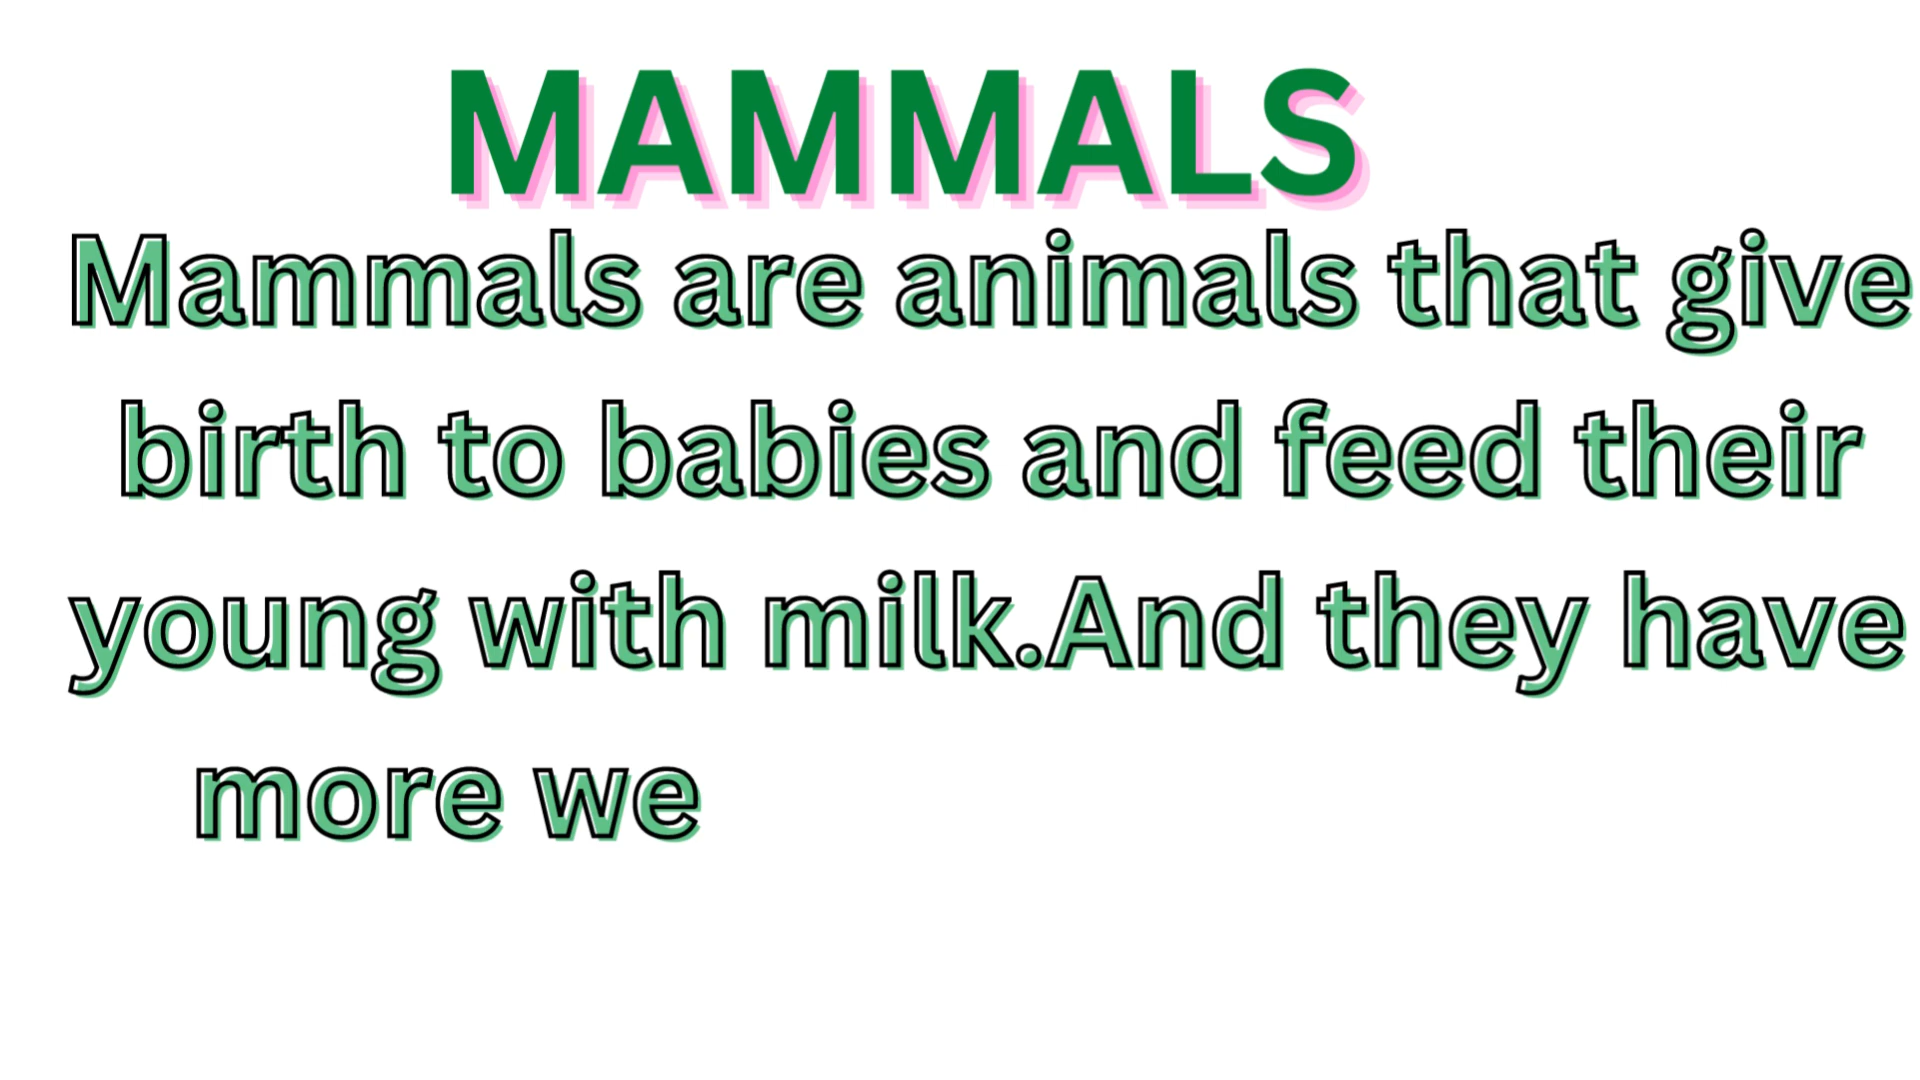 MAMMALS
Mammals are animals that give
birth to babies and feed their
young with milk.And they have
more we